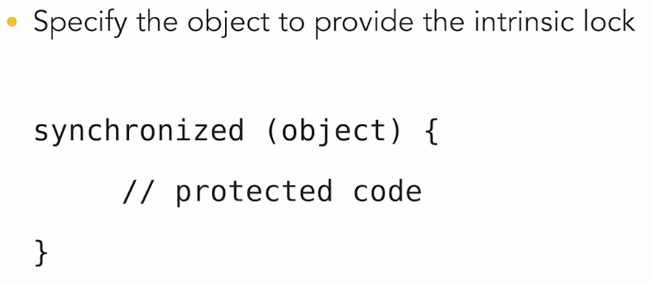 • Specify the object to provide the intrinsic lock
synchronized (object) {
// protected code
}